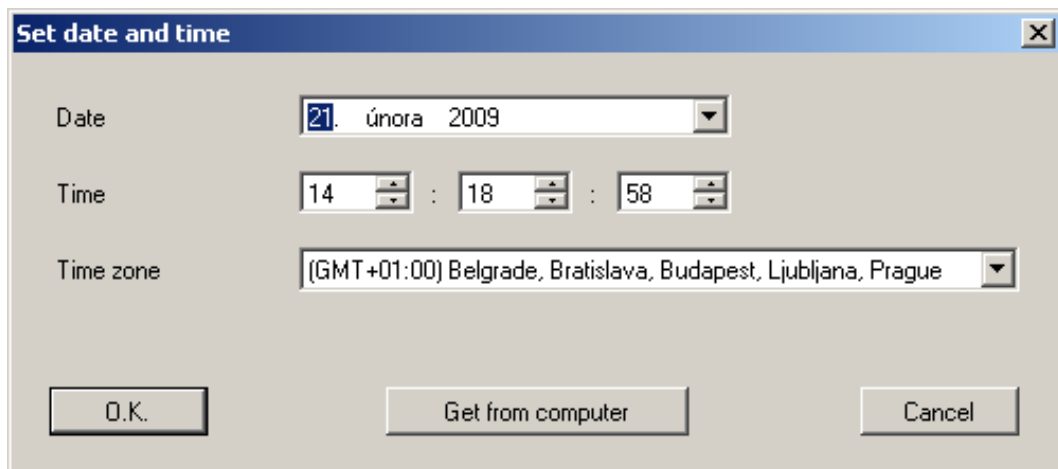 Set date and time
Date 21. února 2009
Time 14 : 18 : 58
Time zone (GMT+01:00) Belgrade, Bratislava, Budapest, Ljubljana, Prague
O.K. Get from computer Cancel